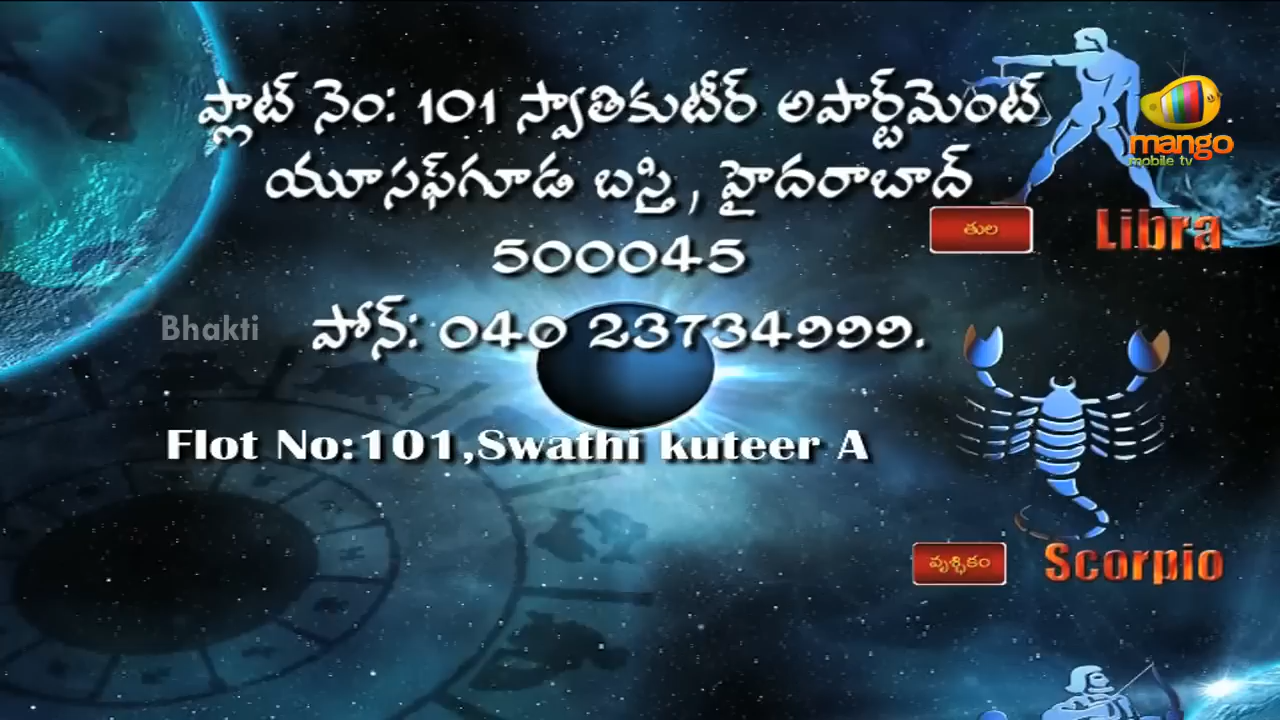 ప్లాట్ నెం: 101 స్వాతికుటీర్ అపార్ట్‌మెంట్
యూసఫ్‌గూడ బస్తి, హైదరాబాద్
500045
ఫోన్: 040 23734999.
Flot No:101,Swathi kuteer A
mango
mobile tv
తుల
Libra
Bhakti
వృశ్చికం
Scorpio